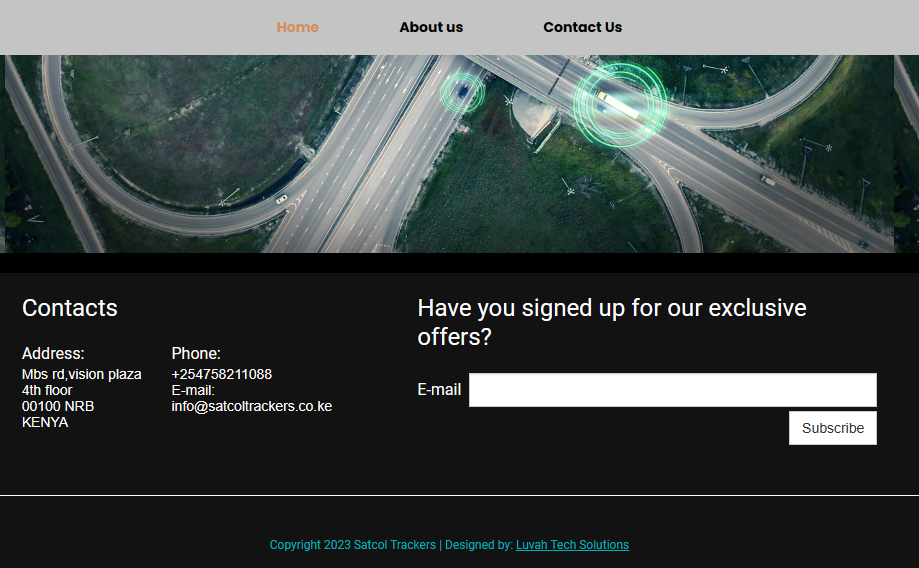 Home About us Contact Us
Contacts
Address:
Mbs rd,vision plaza
4th floor
00100 NRB
KENYA
Phone:
+254758211088
E-mail:
info@satcoltrackers.co.ke
Have you signed up for our exclusive
offers?
E-mail
Subscribe
Copyright 2023 Satcol Trackers | Designed by: Luvah Tech Solutions